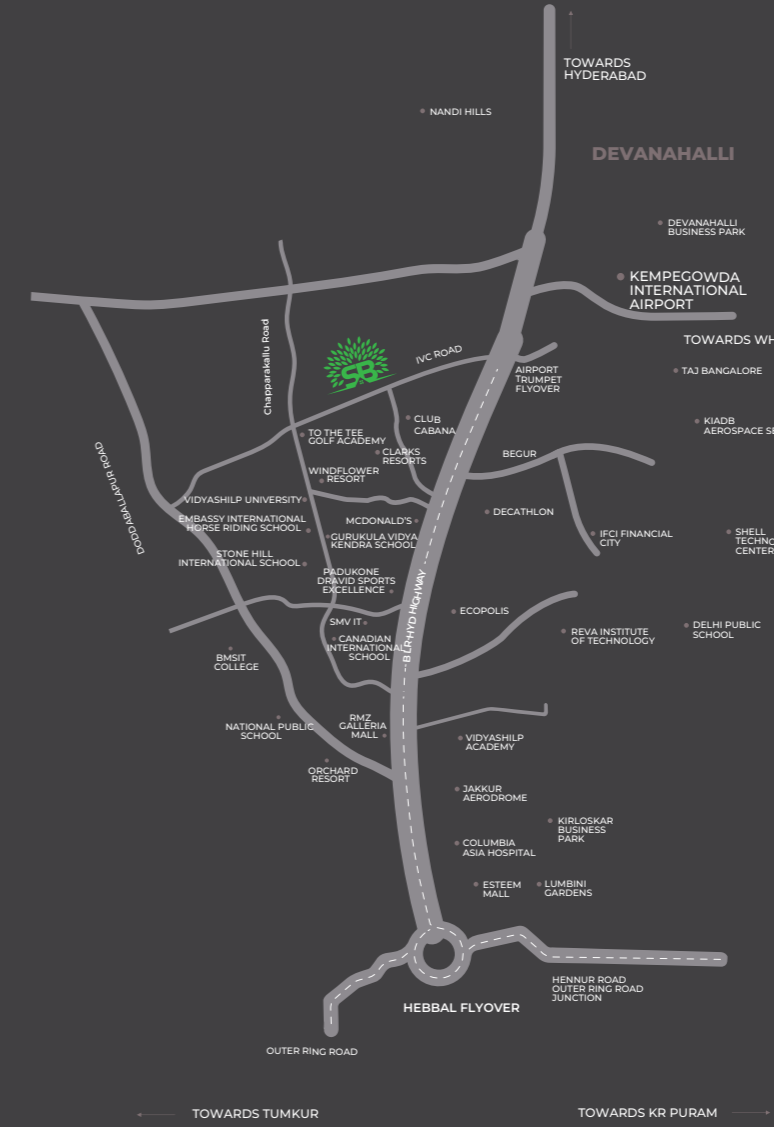 TOWARDS
HYDERABAD
NANDI HILLS
DEVANAHALLI
DEVANAHALLI
BUSINESS PARK
KEMPEGOWDA
INTERNATIONAL
AIRPORT
TOWARDS WH
Chapparakallu Road
SB
IVC ROAD
AIRPORT
TRUMPET
FLYOVER
TAJ BANGALORE
CLUB
CABANA
KIADB
AEROSPACE SE
TO THE TEE
GOLF ACADEMY
CLARKS
RESORTS
BEGUR
WINDFLOWER
RESORT
DODDABALLAPUR ROAD
VIDYASHILP UNIVERSITY
EMBASSY INTERNATIONAL
HORSE RIDING SCHOOL
MCDONALD'S
DECATHLON
GURUKULA VIDYA
KENDRA SCHOOL
IFCI FINANCIAL
CITY
SHELL
TECHNO
CENTER
STONE HILL
INTERNATIONAL SCHOOL
PADUKONE
DRAVID SPORTS
EXCELLENCE
BLR HYD HIGHWAY
ECOPOLIS
SMV IT
REVA INSTITUTE
OF TECHNOLOGY
DELHI PUBLIC
SCHOOL
CANADIAN
INTERNATIONAL
SCHOOL
BMSIT
COLLEGE
NATIONAL PUBLIC
SCHOOL
RMZ
GALLERIA
MALL
VIDYASHILP
ACADEMY
ORCHARD
RESORT
JAKKUR
AERODROME
KIRLOSKAR
BUSINESS
PARK
COLUMBIA
ASIA HOSPITAL
ESTEEM
MALL
LUMBINI
GARDENS
HENNUR ROAD
OUTER RING ROAD
JUNCTION
HEBBAL FLYOVER
OUTER RING ROAD
TOWARDS TUMKUR
TOWARDS KR PURAM